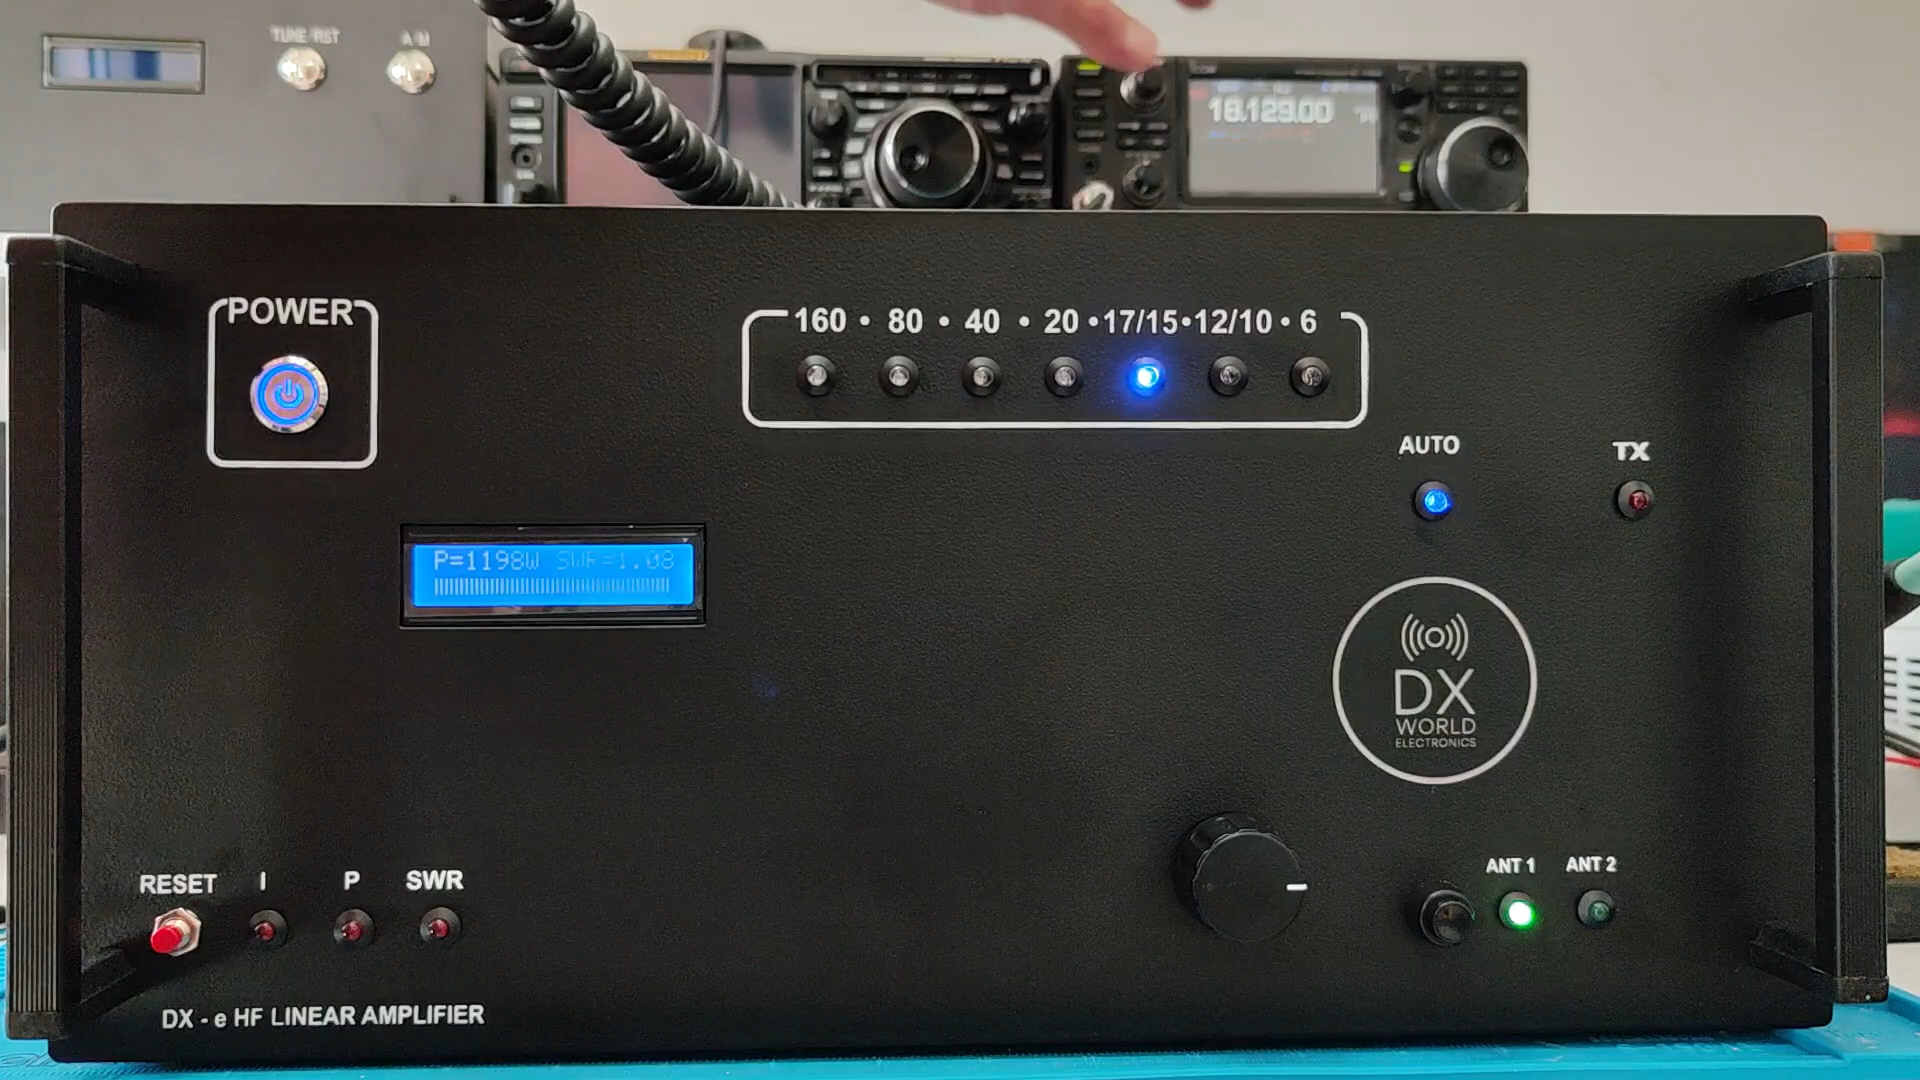 TUNE/RST
A/M
18.129.00
POWER
160 • 80 • 40 • 20 • 17/15 • 12/10 • 6
AUTO
TX
P=1198W SWR=1.08
DX
WORLD
ELECTRONICS
RESET I P SWR
ANT 1 ANT 2
DX - e HF LINEAR AMPLIFIER